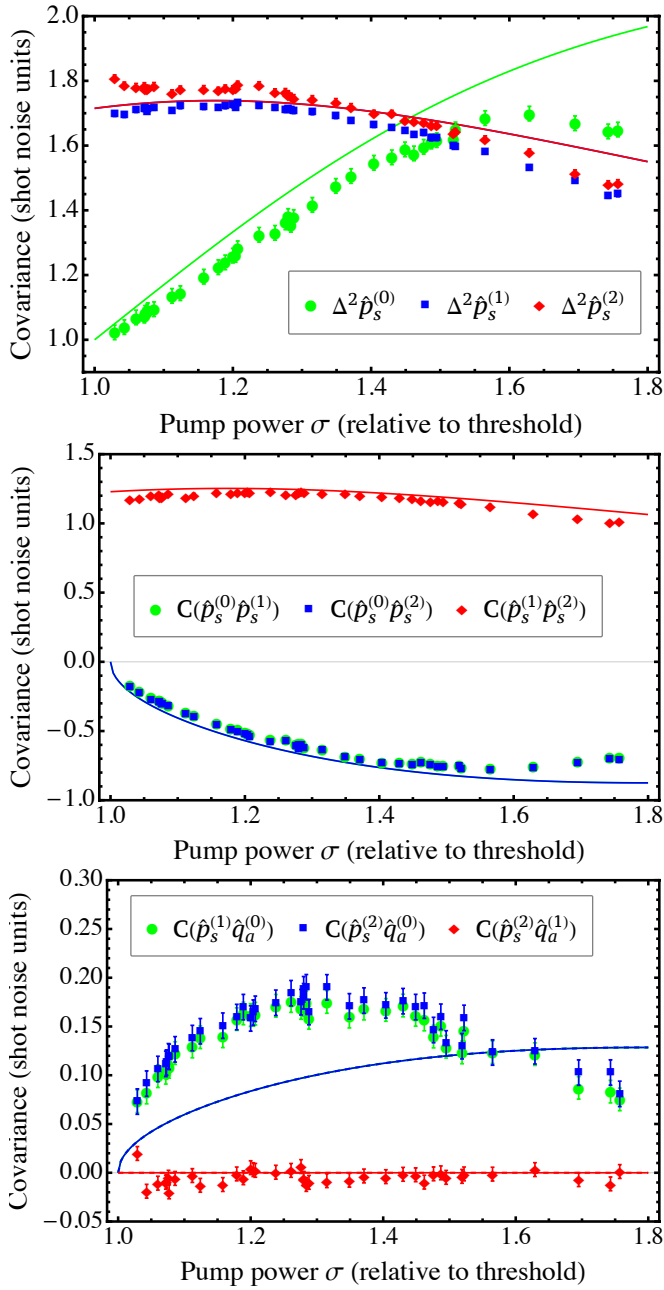 Covariance (shot noise units)
2.0
1.8
1.6
1.4
1.2
1.0
Δ²p̂ₛ⁽⁰⁾ Δ²p̂ₛ⁽¹⁾ Δ²p̂ₛ⁽²⁾
1.0 1.2 1.4 1.6 1.8
Pump power σ (relative to threshold)
Covariance (shot noise units)
1.5
1.0
0.5
0.0
−0.5
−1.0
C(p̂ₛ⁽⁰⁾p̂ₛ⁽¹⁾) C(p̂ₛ⁽⁰⁾p̂ₛ⁽²⁾) C(p̂ₛ⁽¹⁾p̂ₛ⁽²⁾)
1.0 1.2 1.4 1.6 1.8
Pump power σ (relative to threshold)
Covariance (shot noise units)
0.30
0.25
0.20
0.15
0.10
0.05
0.00
−0.05
C(p̂ₛ⁽¹⁾q̂ₐ⁽⁰⁾) C(p̂ₛ⁽²⁾q̂ₐ⁽⁰⁾) C(p̂ₛ⁽²⁾q̂ₐ⁽¹⁾)
1.0 1.2 1.4 1.6 1.8
Pump power σ (relative to threshold)